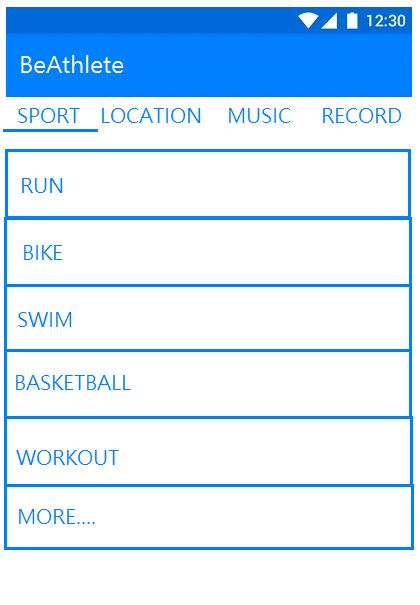 12:30
BeAthlete
SPORT LOCATION MUSIC RECORD
RUN
BIKE
SWIM
BASKETBALL
WORKOUT
MORE....